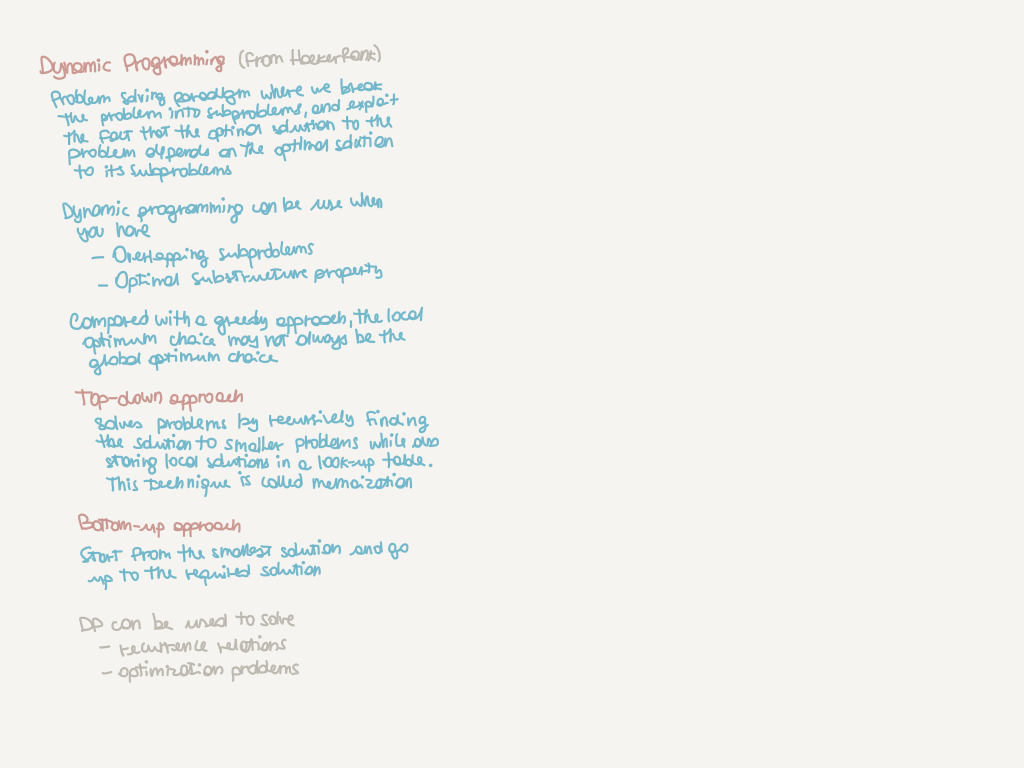 Dynamic Programming (from HackerRank)
Problem solving paradigm where we break
the problem into subproblems, and exploit
the fact that the optimal solution to the
problem depends on the optimal solution
to its subproblems
Dynamic programming can be use when
you have
- Overlapping subproblems
- Optimal substructure property
Compared with a greedy approach, the local
optimum choice may not always be the
global optimum choice
Top-down approach
Solves problems by recursively finding
the solution to smaller problems while also
storing local solutions in a look-up table.
This technique is called memoization
Bottom-up approach
Start from the smallest solution and go
up to the required solution
DP can be used to solve
- recurrence relations
- optimization problems